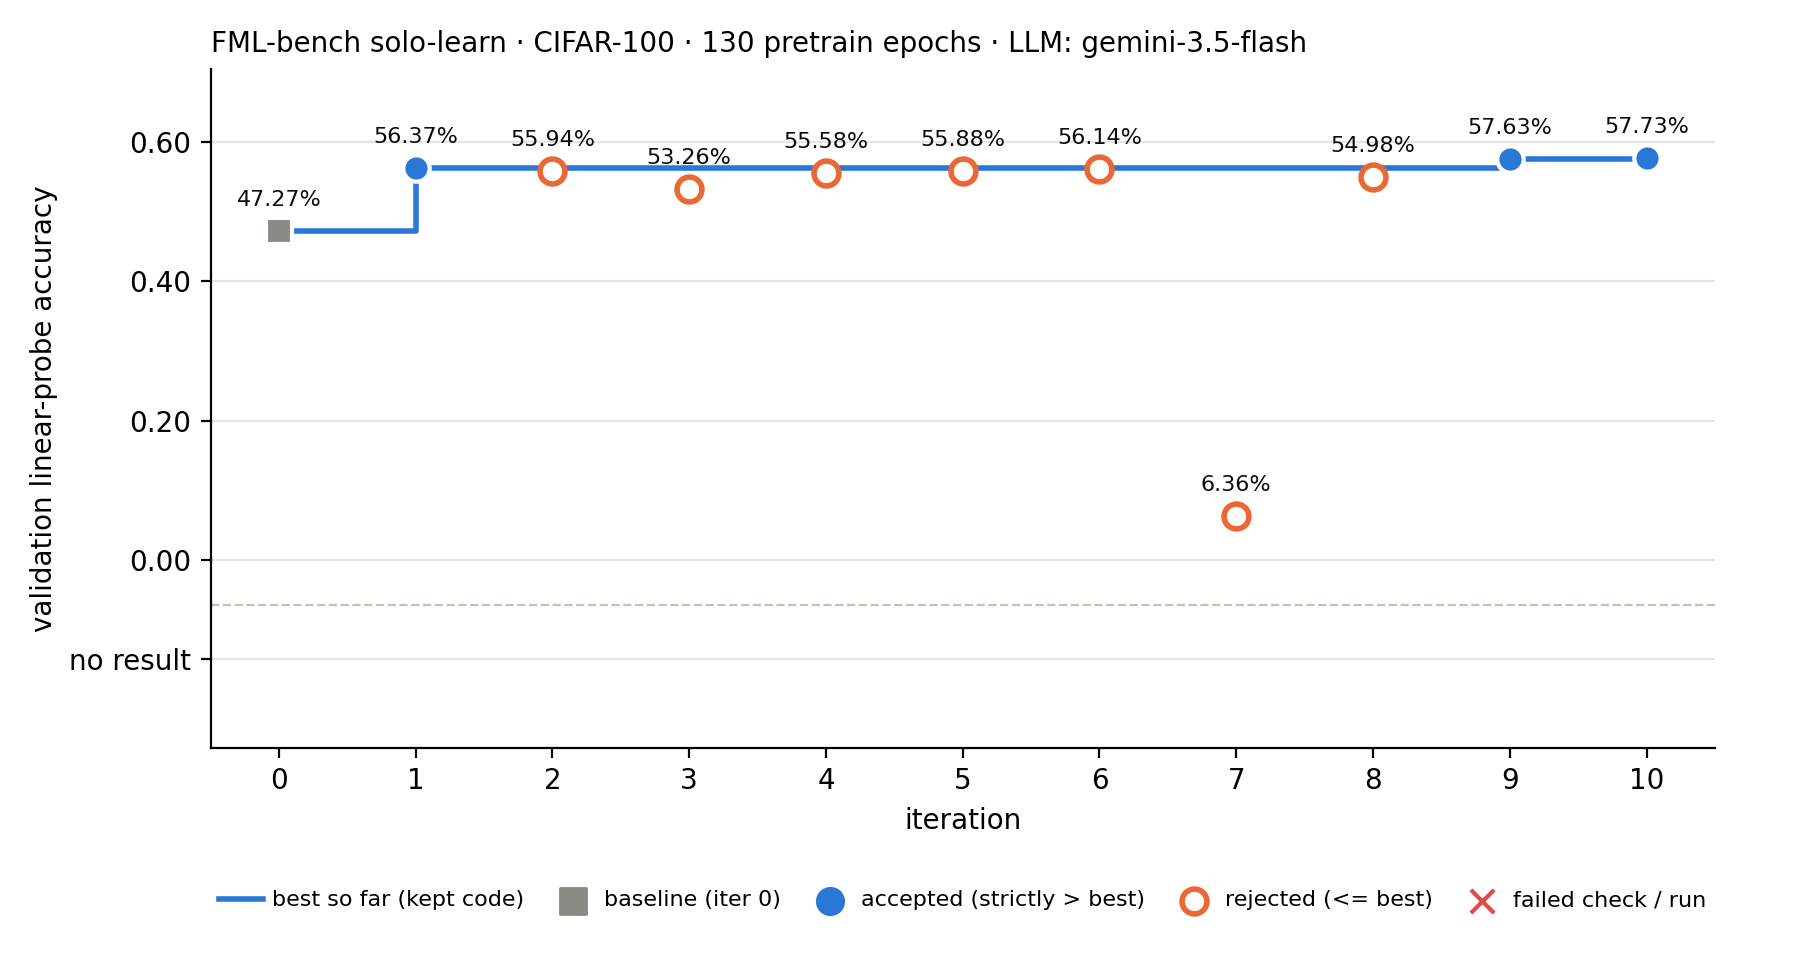 FML-bench solo-learn · CIFAR-100 · 130 pretrain epochs · LLM: gemini-3.5-flash
validation linear-probe accuracy
0.60
0.40
0.20
0.00
no result
47.27%
56.37%
55.94%
53.26%
55.58%
55.88%
56.14%
6.36%
54.98%
57.63%
57.73%
0 1 2 3 4 5 6 7 8 9 10
iteration
best so far (kept code) baseline (iter 0) accepted (strictly > best) rejected (<= best) failed check / run